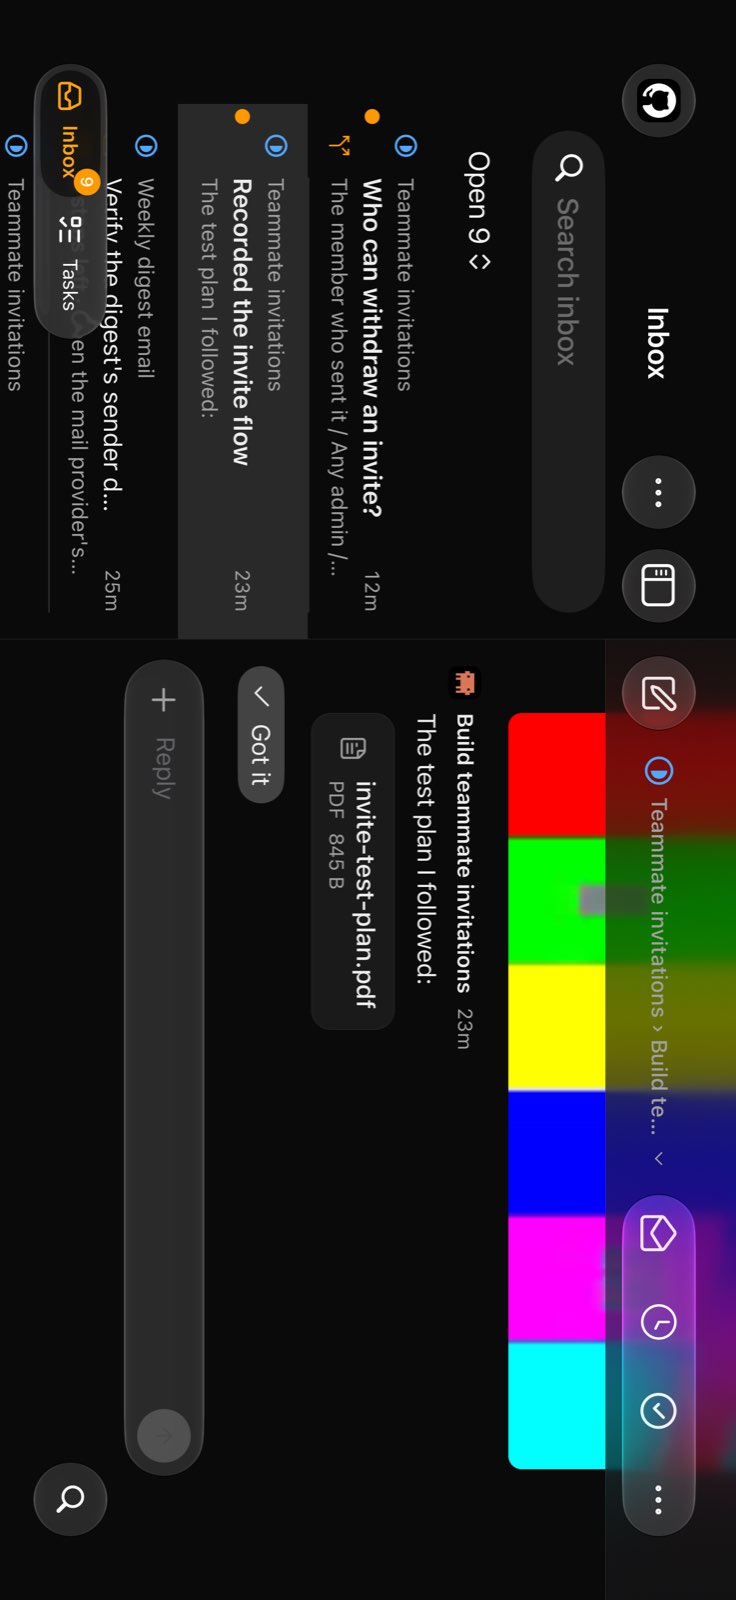 Inbox
Search inbox
Open 9
Teammate invitations
Who can withdraw an invite?
12m
The member who sent it / Any admin /...
Teammate invitations
Recorded the invite flow
23m
The test plan I followed:
Weekly digest email
Verify the digest's sender d...
25m
en the mail provider's...
Teammate invitations
Inbox
9
Tasks
Teammate invitations › Build te...
Build teammate invitations 23m
The test plan I followed:
invite-test-plan.pdf
PDF 845 B
Got it
Reply